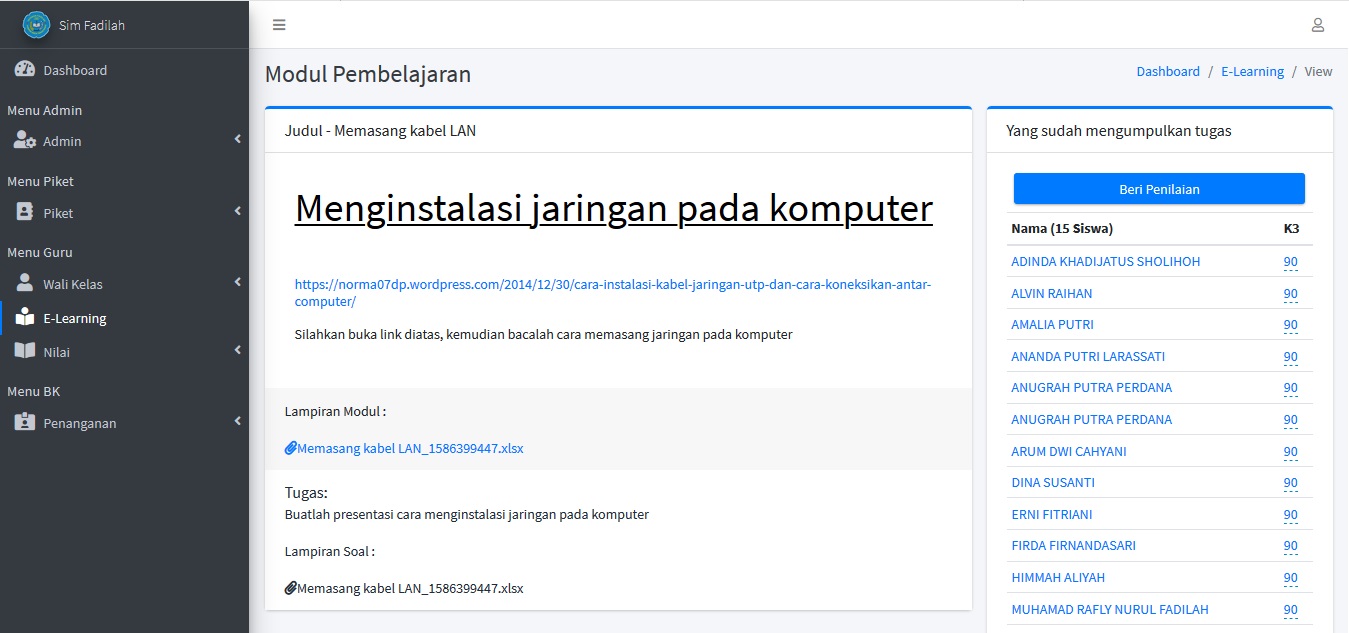 Sim Fadilah
Dashboard
Menu Admin
Admin
Menu Piket
Piket
Menu Guru
Wali Kelas
E-Learning
Nilai
Menu BK
Penanganan
Modul Pembelajaran
Dashboard / E-Learning / View
Judul - Memasang kabel LAN
Menginstalasi jaringan pada komputer
https://norma07dp.wordpress.com/2014/12/30/cara-instalasi-kabel-jaringan-utp-dan-cara-koneksikan-antar-
computer/
Silahkan buka link diatas, kemudian bacalah cara memasang jaringan pada komputer
Lampiran Modul :
Memasang kabel LAN_1586399447.xlsx
Tugas:
Buatlah presentasi cara menginstalasi jaringan pada komputer
Lampiran Soal :
Memasang kabel LAN_1586399447.xlsx
Yang sudah mengumpulkan tugas
Beri Penilaian
Nama (15 Siswa) K3
ADINDA KHADIJATUS SHOLIHOH 90
ALVIN RAIHAN 90
AMALIA PUTRI 90
ANANDA PUTRI LARASSATI 90
ANUGRAH PUTRA PERDANA 90
ANUGRAH PUTRA PERDANA 90
ARUM DWI CAHYANI 90
DINA SUSANTI 90
ERNI FITRIANI 90
FIRDA FIRNANDASARI 90
HIMMAH ALIYAH 90
MUHAMAD RAFLY NURUL FADILAH 90